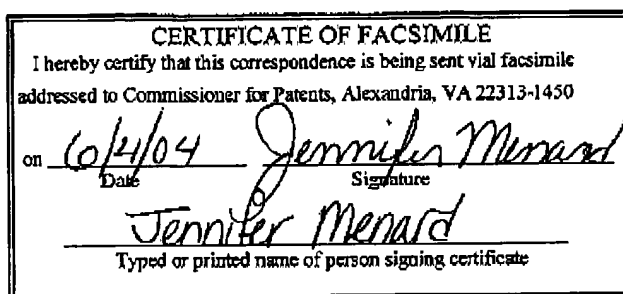 CERTIFICATE OF FACSIMILE
I hereby certify that this correspondence is being sent vial facsimile
addressed to Commissioner for Patents, Alexandria, VA 22313-1450
on 6/4/04 Jennifer Menard
Date Signature
Jennifer Menard
Typed or printed name of person signing certificate